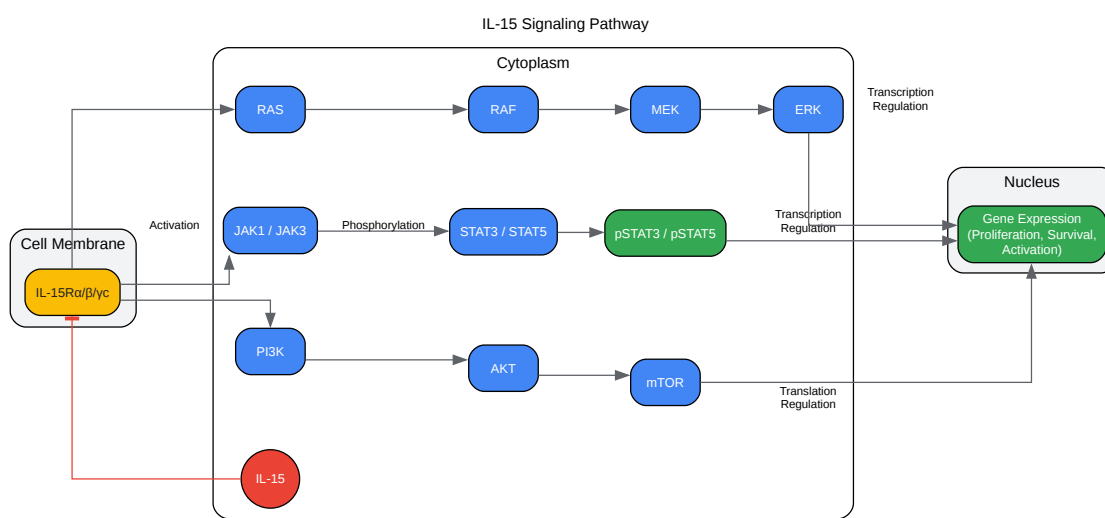 IL-15 Signaling Pathway
Cytoplasm
RAS
RAF
MEK
ERK
Transcription
Regulation
Nucleus
Gene Expression
(Proliferation, Survival,
Activation)
Cell Membrane
IL-15Rα/β/γc
Activation
JAK1 / JAK3
Phosphorylation
STAT3 / STAT5
pSTAT3 / pSTAT5
Transcription
Regulation
PI3K
AKT
mTOR
Translation
Regulation
IL-15